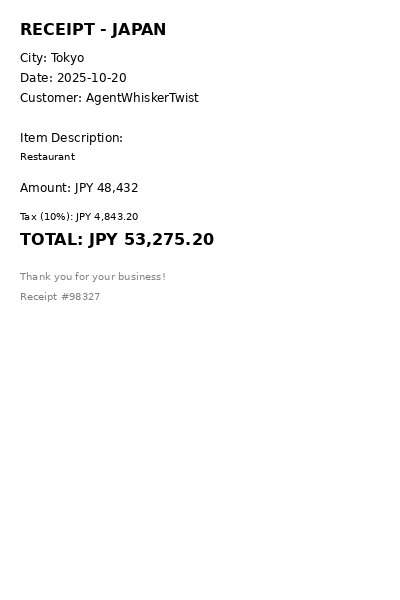 RECEIPT - JAPAN
City: Tokyo
Date: 2025-10-20
Customer: AgentWhiskerTwist
Item Description:
Restaurant
Amount: JPY 48,432
Tax (10%): JPY 4,843.20
TOTAL: JPY 53,275.20
Thank you for your business!
Receipt #98327